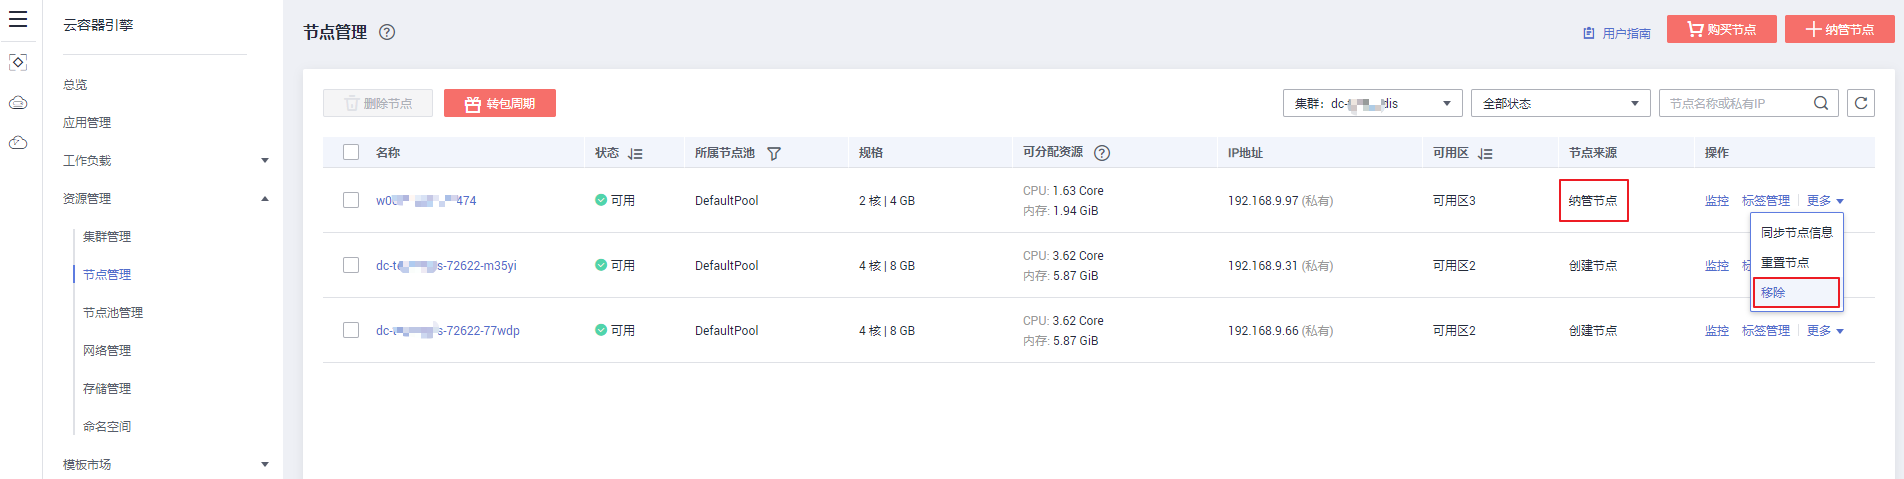 云容器引擎
总览
应用管理
工作负载
资源管理
集群管理
节点管理
节点池管理
网络管理
存储管理
命名空间
模板市场
节点管理 ?
用户指南
购买节点
纳管节点
删除节点
转包周期
集群: dc- dis
全部状态
节点名称或私有IP
名称 状态 所属节点池 规格 可分配资源 ? IP地址 可用区 节点来源 操作
474 可用 DefaultPool 2 核 | 4 GB CPU: 1.63 Core 192.168.9.97 (私有) 可用区3 纳管节点 监控 标签管理 更多
内存: 1.94 GiB
同步节点信息
重置节点
移除
s-72622-m35yi 可用 DefaultPool 4 核 | 8 GB CPU: 3.62 Core 192.168.9.31 (私有) 可用区2 创建节点 监控
内存: 5.87 GiB
s-72622-77wdp 可用 DefaultPool 4 核 | 8 GB CPU: 3.62 Core 192.168.9.66 (私有) 可用区2 创建节点 监控 标签管理 更多
内存: 5.87 GiB